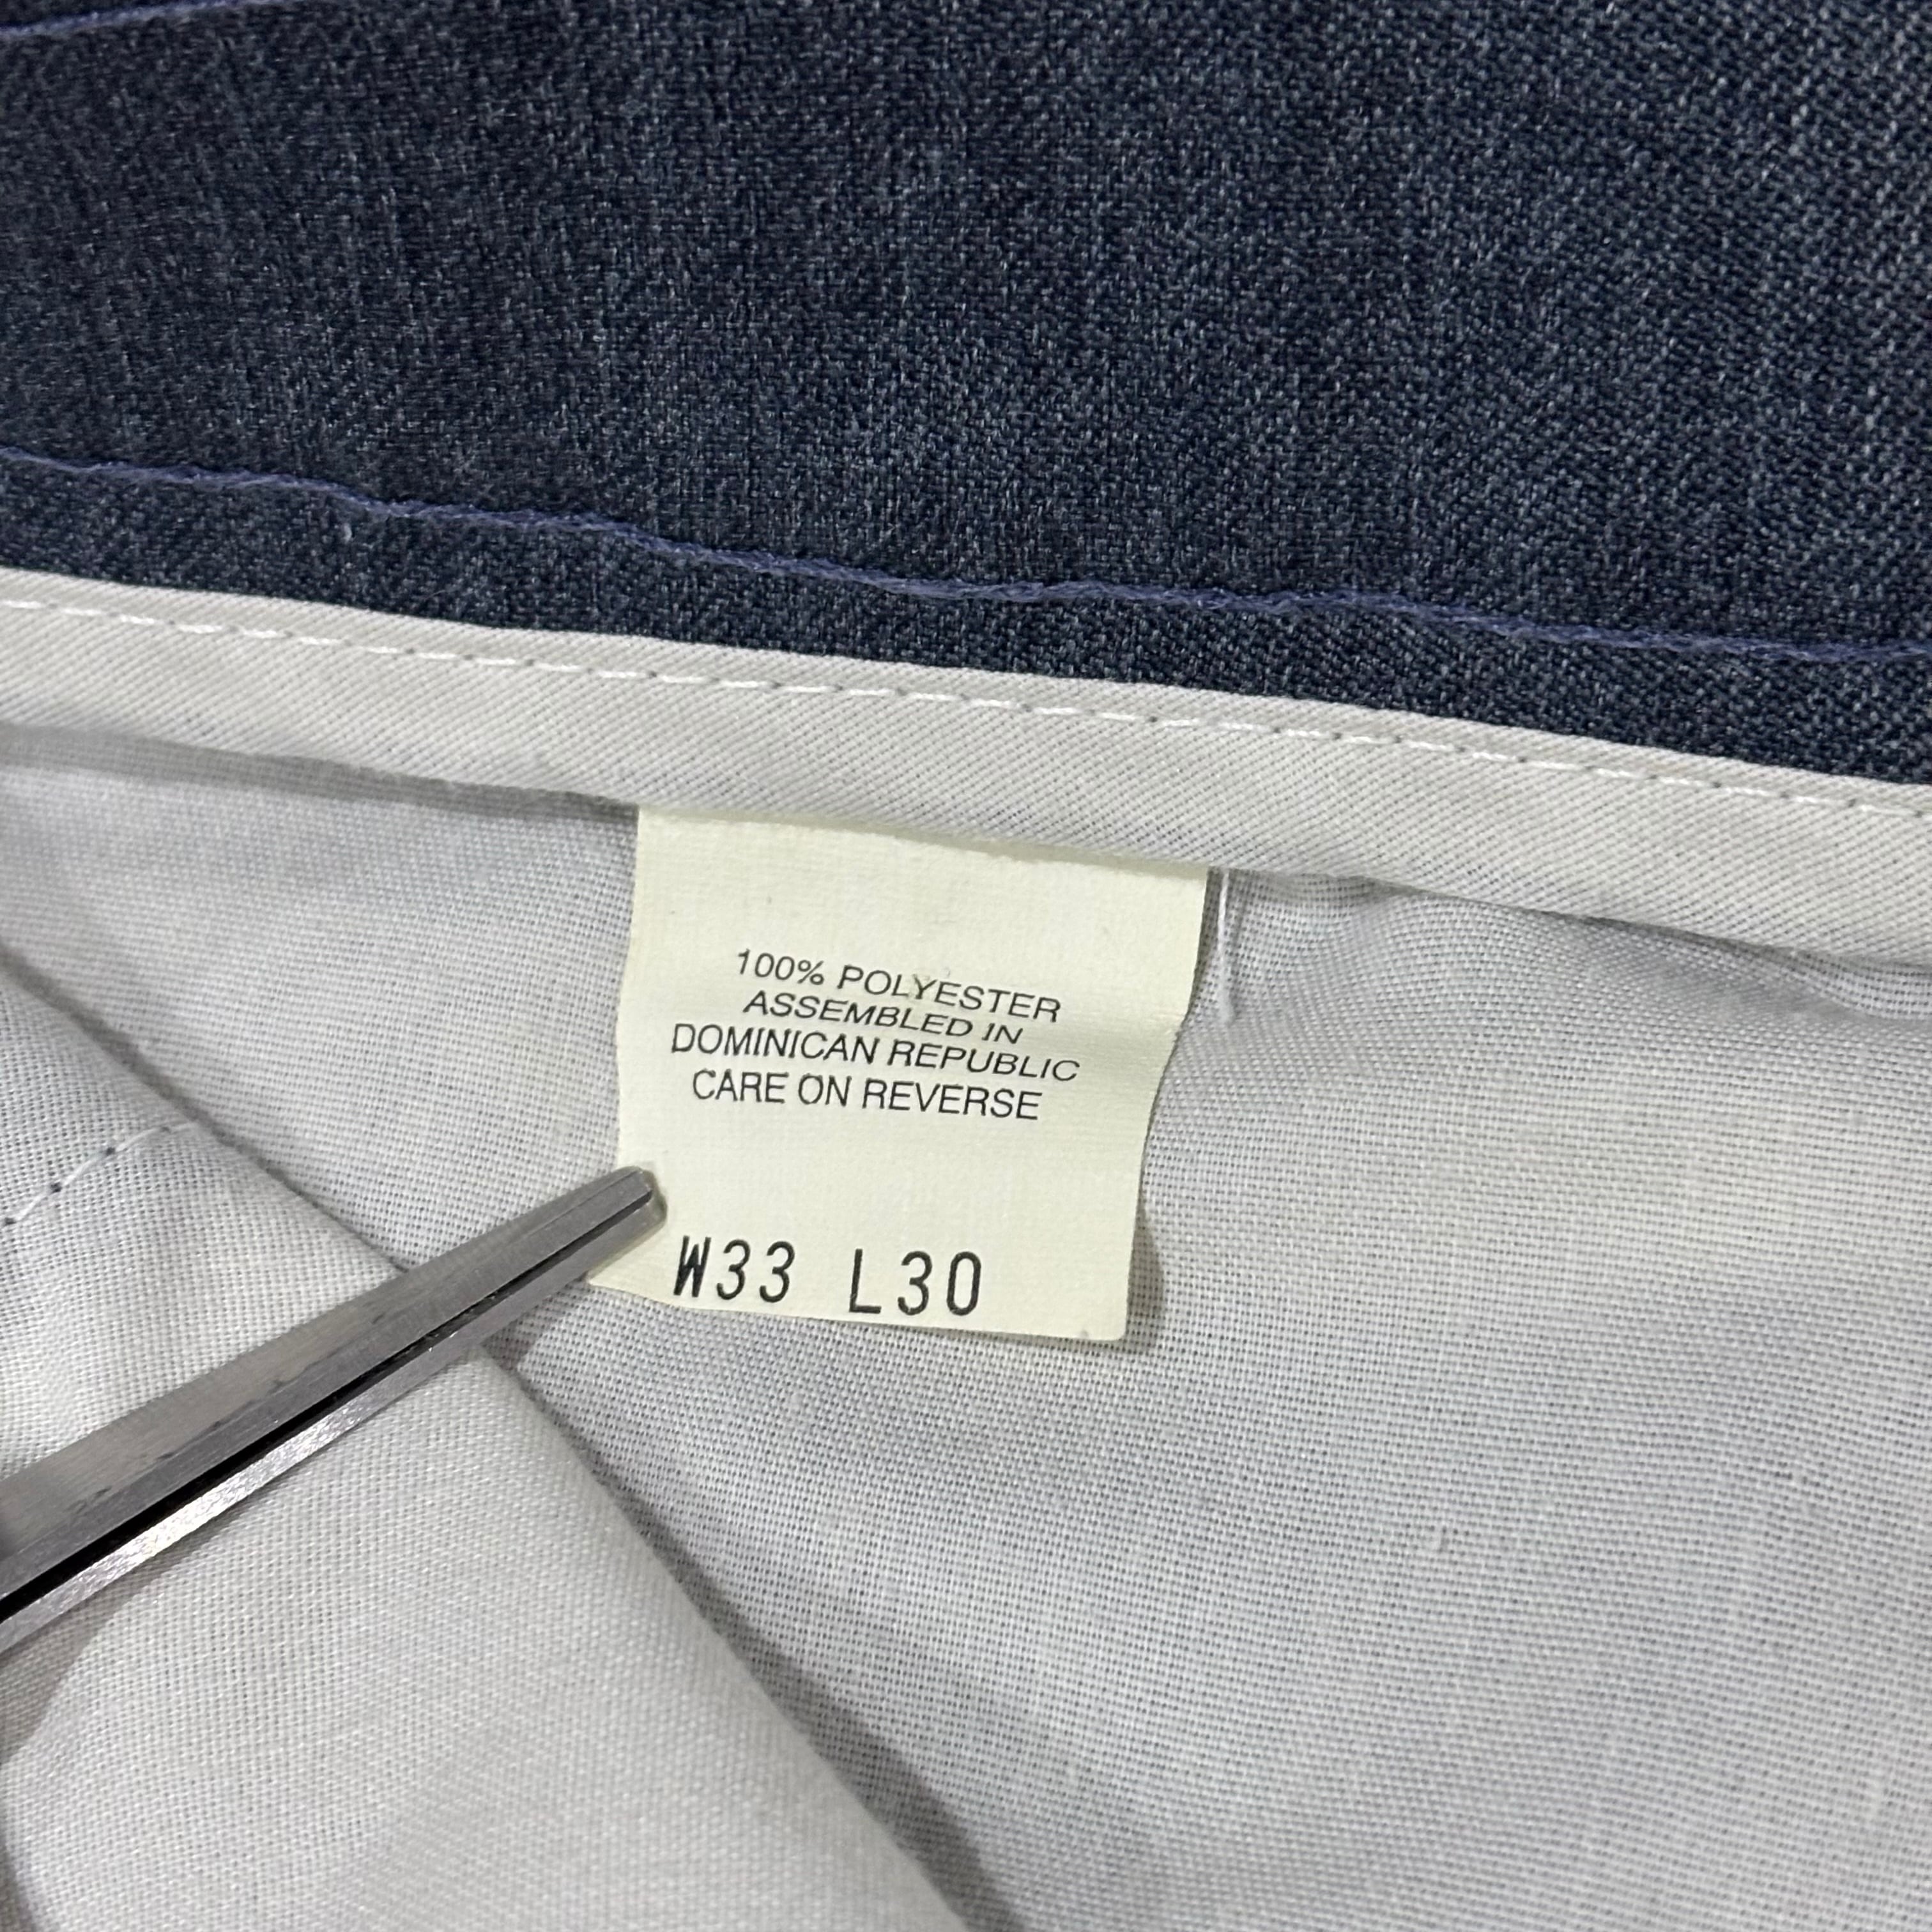 100% POLYESTER
ASSEMBLED IN
DOMINICAN REPUBLIC
CARE ON REVERSE
W33 L30